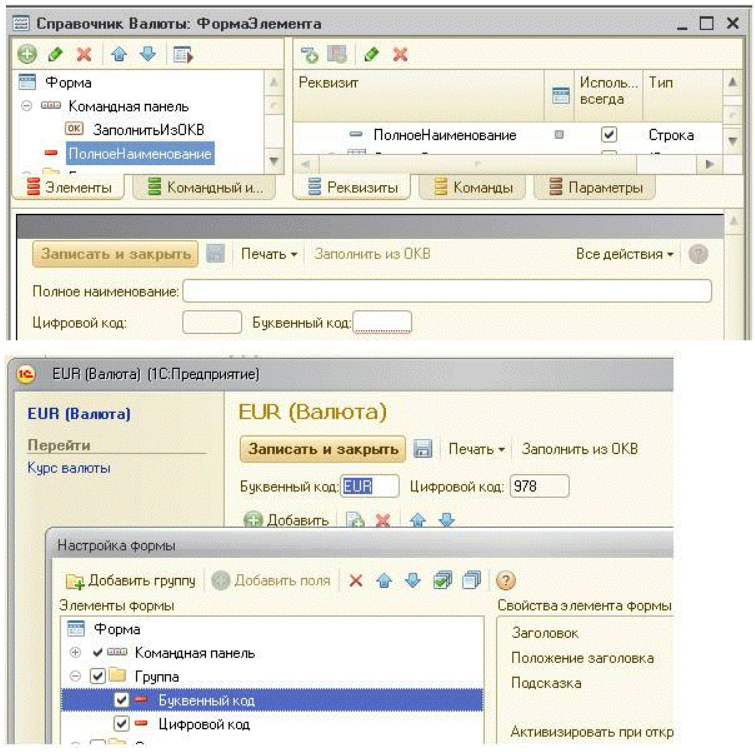 Справочник Валюты: ФормаЭлемента
Форма
Командная панель
OK ЗаполнитьИзОКВ
ПолноеНаименование
Элементы Командный и...
Реквизит Исполь... всегда Тип
ПолноеНаименование Строка
Реквизиты Команды Параметры
Записать и закрыть Печать Заполнить из ОКВ Все действия
Полное наименование:
Цифровой код: Буквенный код:
1С EUR (Валюта) (1С:Предприятие)
EUR (Валюта)
Перейти
Курс валюты
EUR (Валюта)
Записать и закрыть Печать Заполнить из ОКВ
Буквенный код: EUR Цифровой код: 978
Добавить
Настройка формы
Добавить группу Добавить поля
Элементы формы
Форма
Командная панель
Группа
Буквенный код
Цифровой код
Свойства элемента формы
Заголовок
Положение заголовка
Подсказка
Активизировать при откр